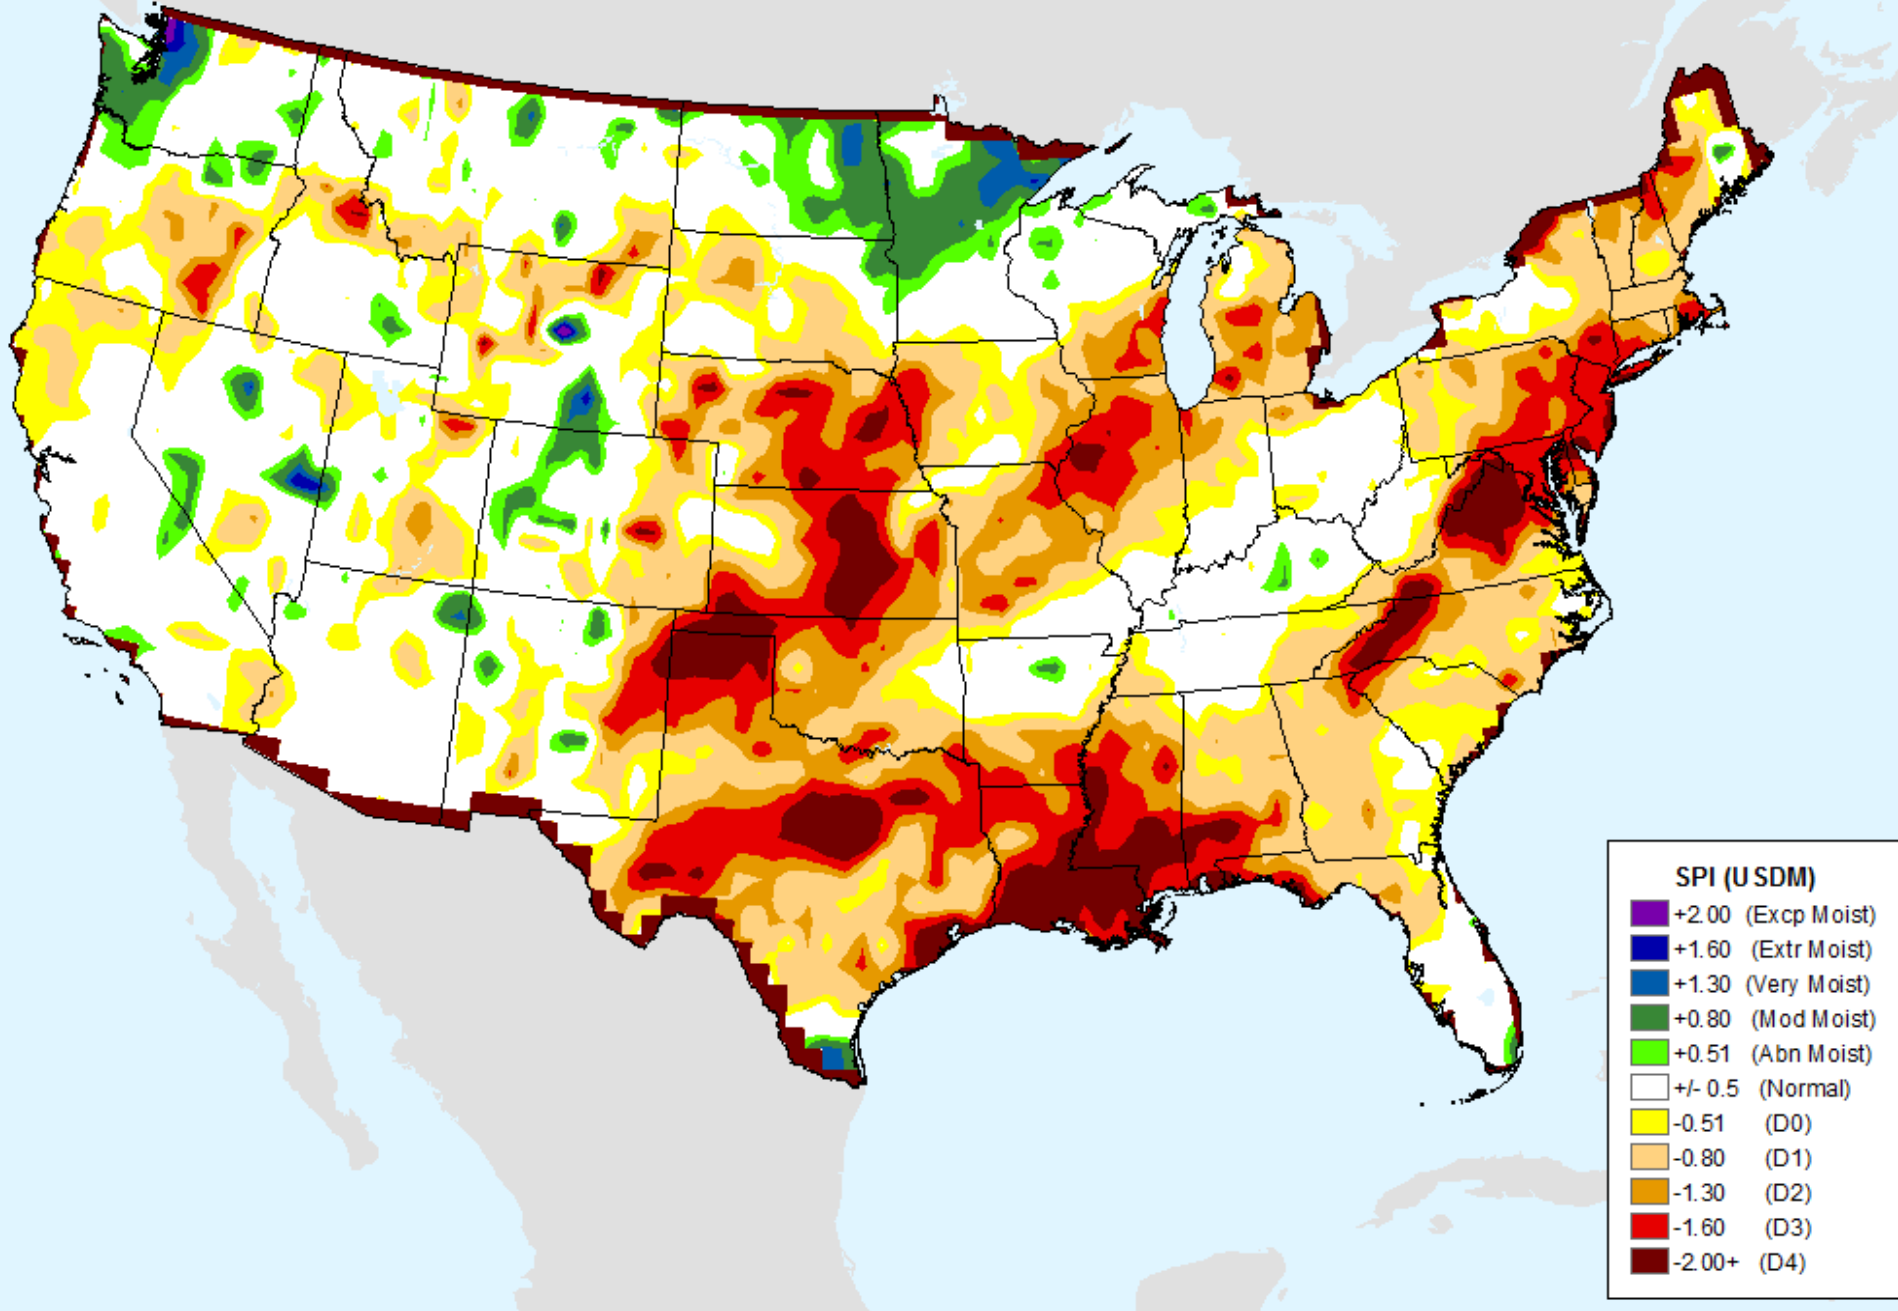 SPI (USDM)
+2.00 (Excp Moist)
+1.60 (Extr Moist)
+1.30 (Very Moist)
+0.80 (Mod Moist)
+0.51 (Abn Moist)
+/- 0.5 (Normal)
-0.51 (D0)
-0.80 (D1)
-1.30 (D2)
-1.60 (D3)
-2.00+ (D4)